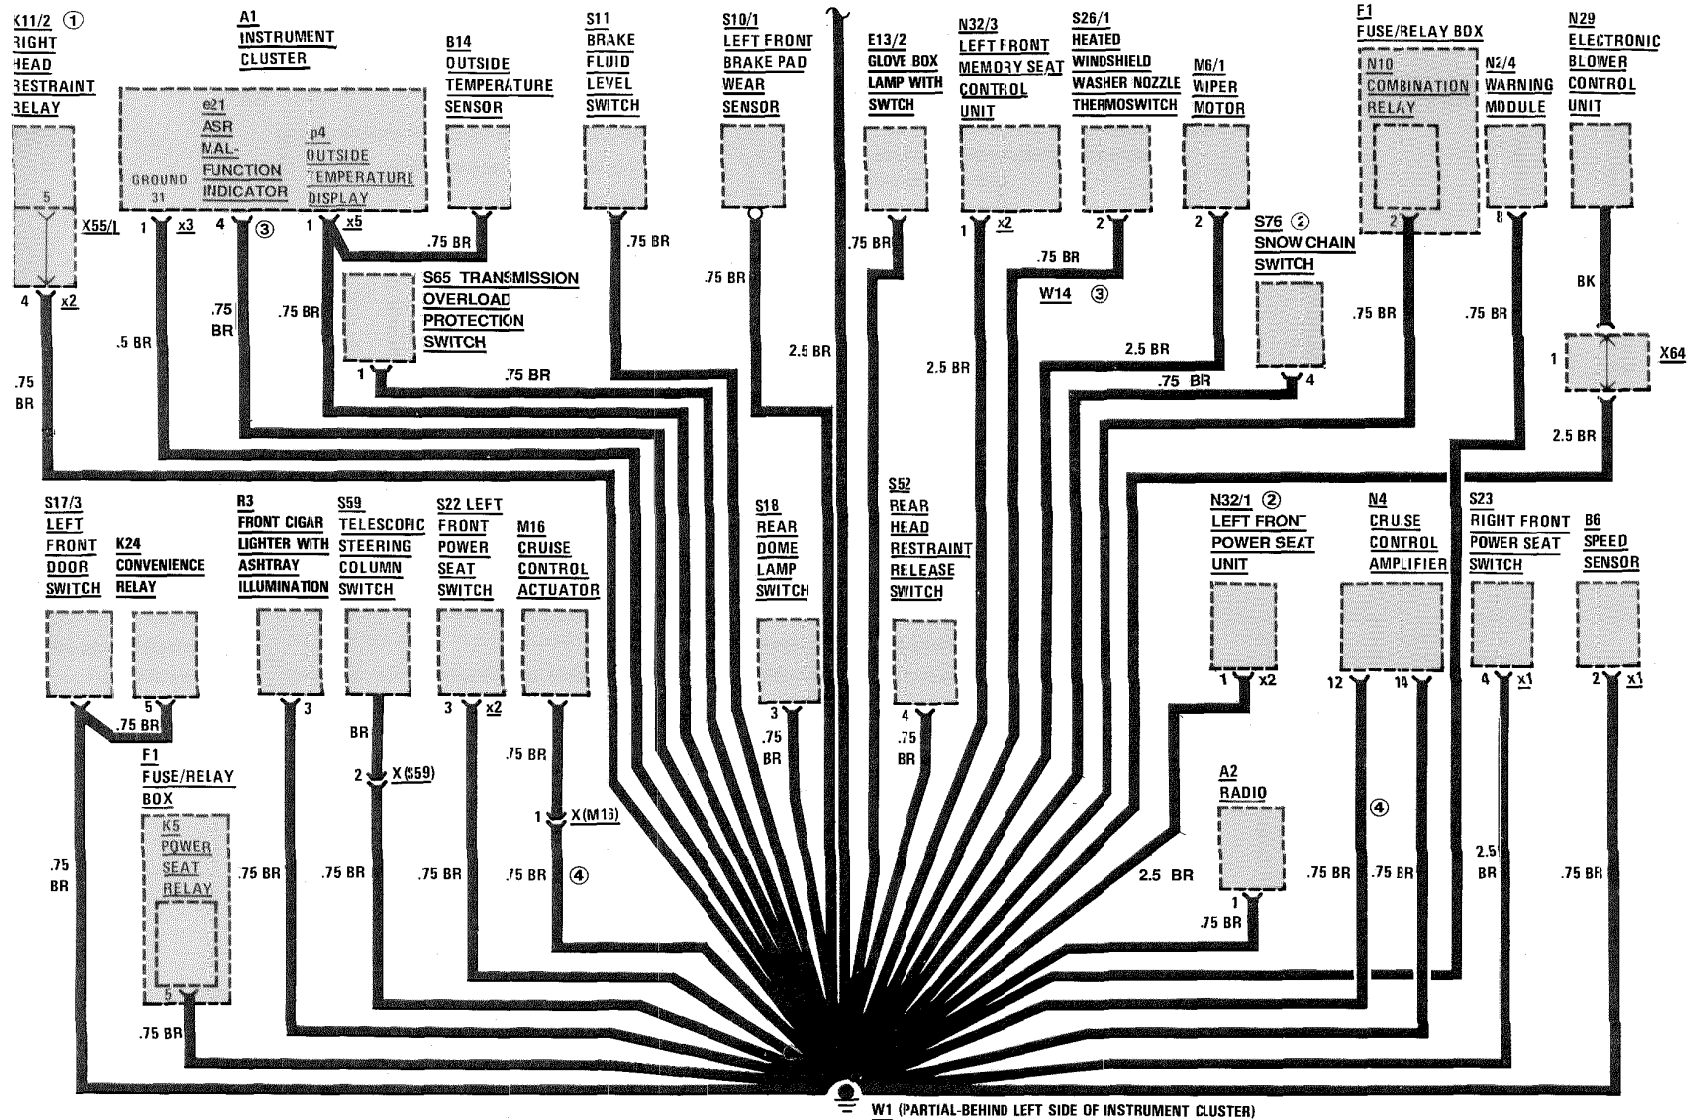 K11/2 ①
RIGHT
HEAD
RESTRAINT
RELAY
5
X55/1
4 x2
.75
BR
A1
INSTRUMENT
CLUSTER
e21
ASR
MAL-
FUNCTION
INDICATOR
p4
OUTSIDE
TEMPERATURE
DISPLAY
GROUND
31
1 x3
4 ③
1 x5
.5 BR
.75
BR
.75 BR
B14
OUTSIDE
TEMPERATURE
SENSOR
.75 BR
S65 TRANSMISSION
OVERLOAD
PROTECTION
SWITCH
1
.75 BR
S11
BRAKE
FLUID
LEVEL
SWITCH
.75 BR
S10/1
LEFT FRONT
BRAKE PAD
WEAR
SENSOR
.75 BR
2.5 BR
E13/2
GLOVE BOX
LAMP WITH
SWTCH
.75 BR
N32/3
LEFT FRONT
MEMORY SEAT
CONTROL
UNIT
1 x2
2.5 BR
S26/1
HEATED
WINDSHIELD
WASHER NOZZLE
THERMOSWITCH
2
.75 BR
W14 ③
M6/1
WIPER
MOTOR
2
2.5 BR
S76 ②
SNOW CHAIN
SWITCH
4
.75 BR
F1
FUSE/RELAY BOX
N10
COMBINATION
RELAY
2
.75 BR
N2/4
WARNING
MODULE
8
.75 BR
N29
ELECTRONIC
BLOWER
CONTROL
UNIT
BK
1
X64
2.5 BR
S17/3
LEFT
FRONT
DOOR
SWITCH
K24
CONVENIENCE
RELAY
5
.75 BR
.75
BR
F1
FUSE/RELAY
BOX
K5
POWER
SEAT
RELAY
5
.75 BR
R3
FRONT CIGAR
LIGHTER WITH
ASHTRAY
ILLUMINATION
3
.75 BR
S59
TELESCOPIC
STEERING
COLUMN
SWITCH
BR
2 X(S59)
.75 BR
S22 LEFT
FRONT
POWER
SEAT
SWITCH
3 x2
.75 BR
M16
CRUISE
CONTROL
ACTUATOR
.75 BR
1 X(M16)
.75 BR ④
S18
REAR
DOME
LAMP
SWITCH
3
.75
BR
S52
REAR
HEAD
RESTRAINT
RELEASE
SWITCH
4
.75
BR
N32/1 ②
LEFT FRONT
POWER SEAT
UNIT
1 x2
2.5 BR
A2
RADIO
1
.75 BR
N4
CRUISE
CONTROL
AMPLIFIER
12 14
④
.75 BR .75 BR
S23
RIGHT FRONT
POWER SEAT
SWITCH
4 x1
2.5
BR
B6
SPEED
SENSOR
2 x1
.75 BR
W1 (PARTIAL-BEHIND LEFT SIDE OF INSTRUMENT CLUSTER)